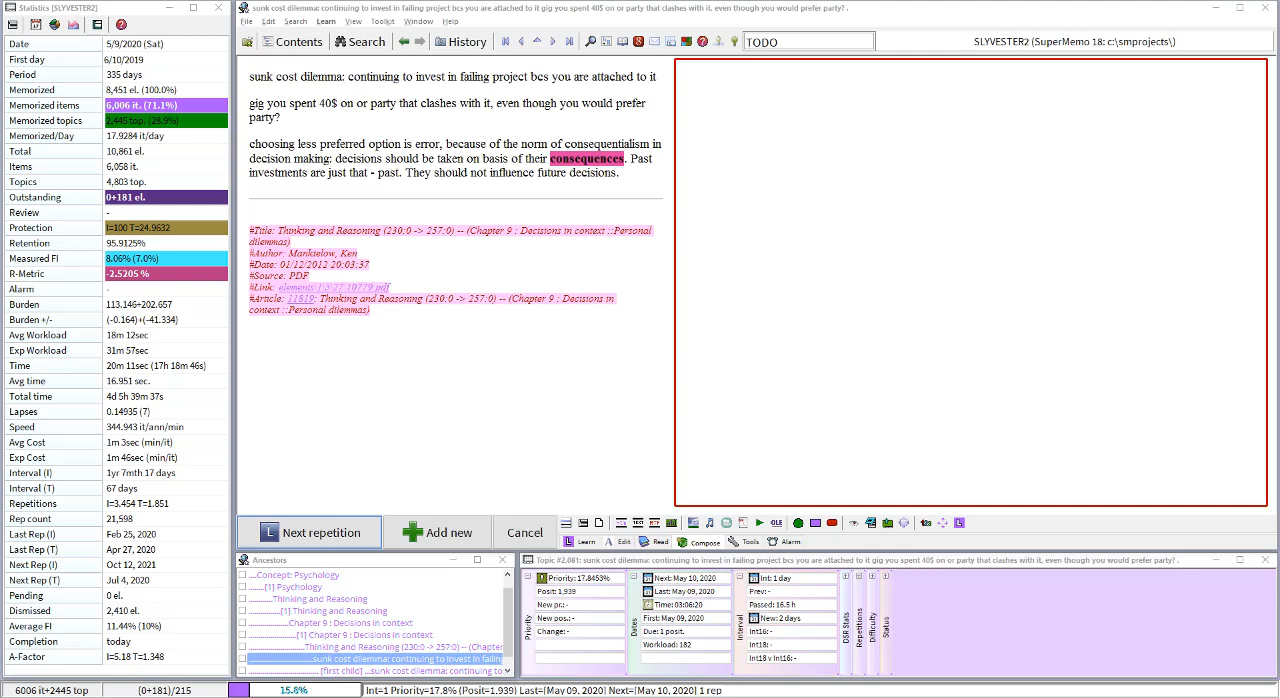 Statistics [SLYVESTER2]
Date 5/9/2020 (Sat)
First day 6/10/2019
Period 335 days
Memorized 8,451 el. (100.0%)
Memorized items 6,006 it. (71.1%)
Memorized topics 2,445 top. (28.9%)
Memorized/Day 17.9284 it/day
Total 10,861 el.
Items 6,058 it.
Topics 4,803 top.
Outstanding 0+181 el.
Review -
Protection I=100 T=24.9632
Retention 95.9125%
Measured FI 8.06% (7.0%)
R-Metric -2.5205 %
Alarm -
Burden 113.146+202.657
Burden +/- (-0.164)+(-41.334)
Avg Workload 18m 12sec
Exp Workload 31m 57sec
Time 20m 11sec (17h 18m 46s)
Avg time 16.951 sec.
Total time 4d 5h 39m 37s
Lapses 0.14935 (7)
Speed 344.943 it/ann/min
Avg Cost 1m 3sec (min/it)
Exp Cost 1m 46sec (min/it)
Interval (I) 1yr 7mth 17 days
Interval (T) 67 days
Repetitions I=3.454 T=1.851
Rep count 21,598
Last Rep (I) Feb 25, 2020
Last Rep (T) Apr 27, 2020
Next Rep (I) Oct 12, 2021
Next Rep (T) Jul 4, 2020
Pending 0 el.
Dismissed 2,410 el.
Average FI 11.44% (10%)
Completion today
A-Factor I=5.18 T=1.348
sunk cost dilemma: continuing to invest in failing project bcs you are attached to it gig you spent 40$ on or party that clashes with it, even though you would prefer party? .
File Edit Search Learn View Toolkit Window Help
Contents Search History TODO SLYVESTER2 (SuperMemo 18: c:\smprojects\)
sunk cost dilemma: continuing to invest in failing project bcs you are attached to it
gig you spent 40$ on or party that clashes with it, even though you would prefer
party?
choosing less preferred option is error, because of the norm of consequentialism in
decision making: decisions should be taken on basis of their consequences. Past
investments are just that - past. They should not influence future decisions.
#Title: Thinking and Reasoning (230:0 -> 257:0) -- (Chapter 9 : Decisions in context ::Personal
dilemmas)
#Author: Manktelow, Ken
#Date: 01/12/2012 20:03:37
#Source: PDF
#Link: elements\1\5\27\10779.pdf
#Article: 11819: Thinking and Reasoning (230:0 -> 257:0) -- (Chapter 9 : Decisions in
context ::Personal dilemmas)
L Next repetition Add new Cancel
TEXT RTF OLE 123 L
L Learn A Edit Read Compose Tools Alarm
Ancestors
....Concept: Psychology
........[1] Psychology
............Thinking and Reasoning
................[1] Thinking and Reasoning
....................Chapter 9 : Decisions in context
........................[1] Chapter 9 : Decisions in context
............................Thinking and Reasoning (230:0 -> 257:0) -- (Chapter
................................sunk cost dilemma: continuing to invest in failing
....................................[first child] ...sunk cost dilemma: continuing to
Topic #2,081: sunk cost dilemma: continuing to invest in failing project bcs you are attached to it gig you spent 40$ on or party that clashes with it, even though you would prefer party? .
Priority
Priority: 17.8453%
Posit: 1,939
New pr.: -
New pos.: -
Change: -
Dates
Next: May 10, 2020
Last: May 09, 2020
Time: 03:06:20
First: May 09, 2020
Due: 1 posit.
Workload: 182
Interval
Int: 1 day
Prev: -
Passed: 16.5 h
New: 2 days
Int16: -
Int18: -
Int18 v Int16: -
DSR Stats
Repetitions
Difficulty
Status
6006 it+2445 top (0+181)/215 15.8% Int=1 Priority=17.8% (Posit=1,939) Last=[May 09, 2020] Next=[May 10, 2020] 1 rep